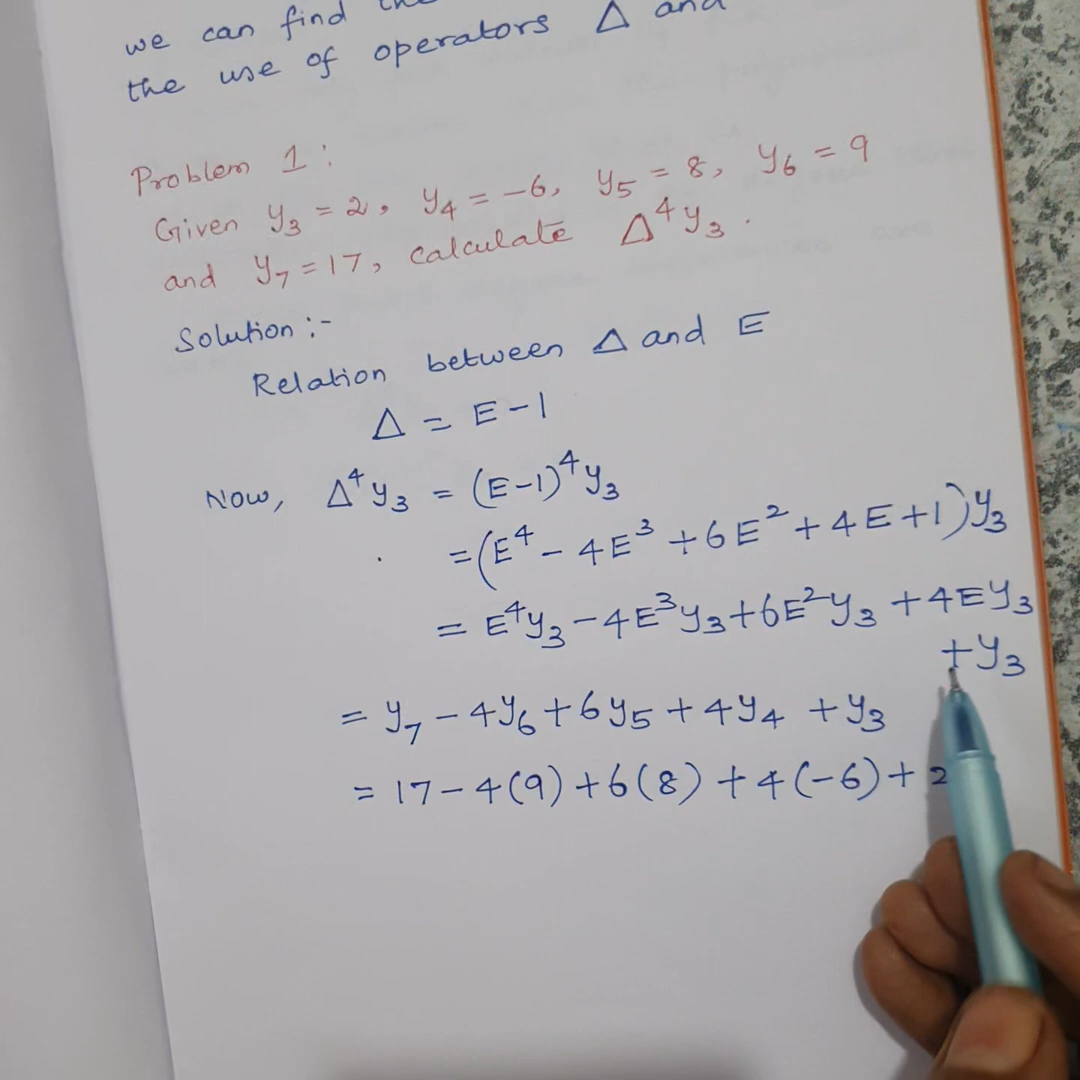 we can find the
the use of operators Δ and
Problem 1:
Given y₃ = 2, y₄ = -6, y₅ = 8, y₆ = 9
and y₇ = 17, calculate Δ⁴y₃.
Solution :-
Relation between Δ and E
Δ = E-1
Now, Δ⁴y₃ = (E-1)⁴y₃
= (E⁴ - 4E³ + 6E² + 4E + 1)y₃
= E⁴y₃ - 4E³y₃ + 6E²y₃ + 4Ey₃
+y₃
= y₇ - 4y₆ + 6y₅ + 4y₄ + y₃
= 17 - 4(9) + 6(8) + 4(-6) + 2